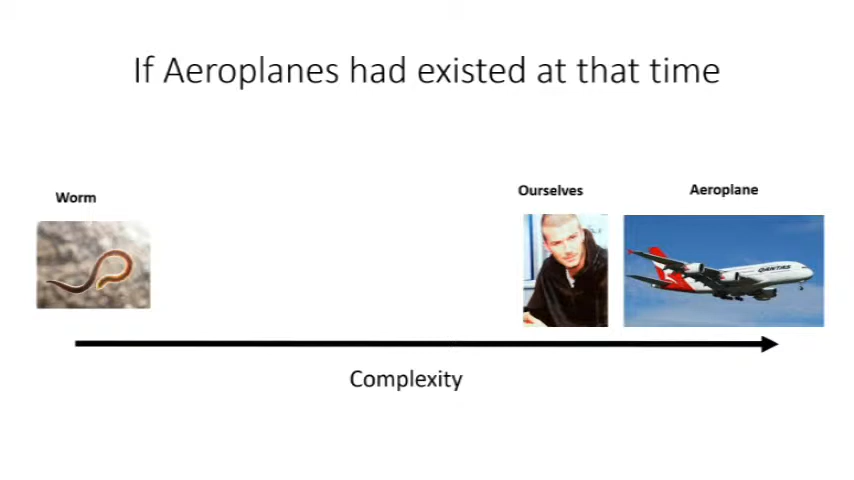 If Aeroplanes had existed at that time
Worm
Ourselves
Aeroplane
QANTAS
Complexity